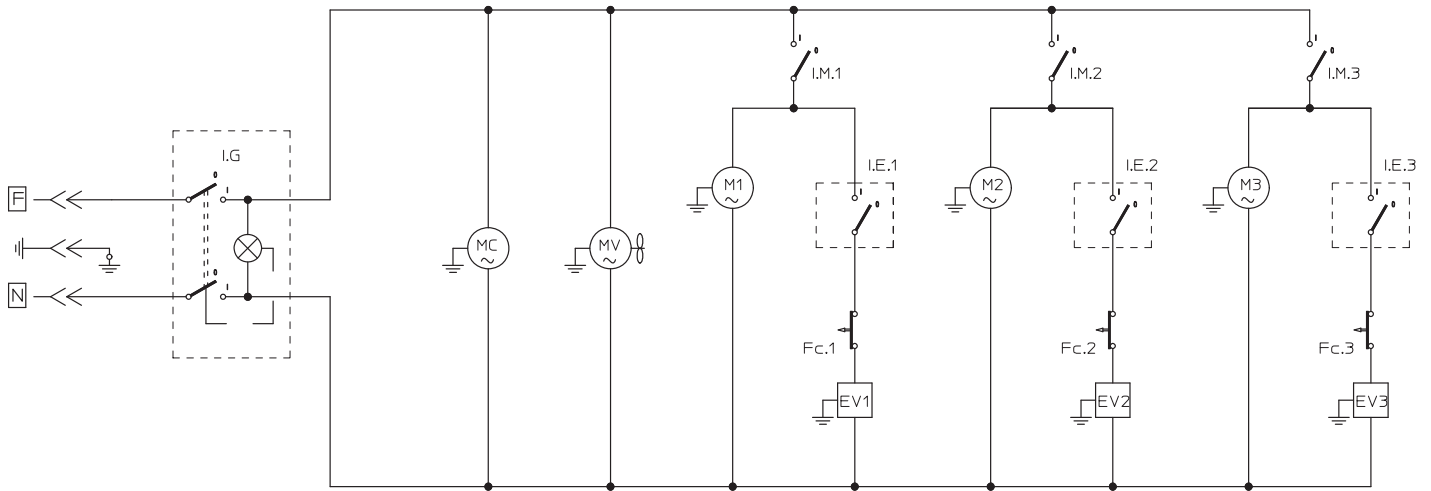 I.M.1
I.M.2
I.M.3
I.G
I.E.1
I.E.2
I.E.3
F
M1
M2
M3
MC
MV
N
Fc.1
Fc.2
Fc.3
EV1
EV2
EV3